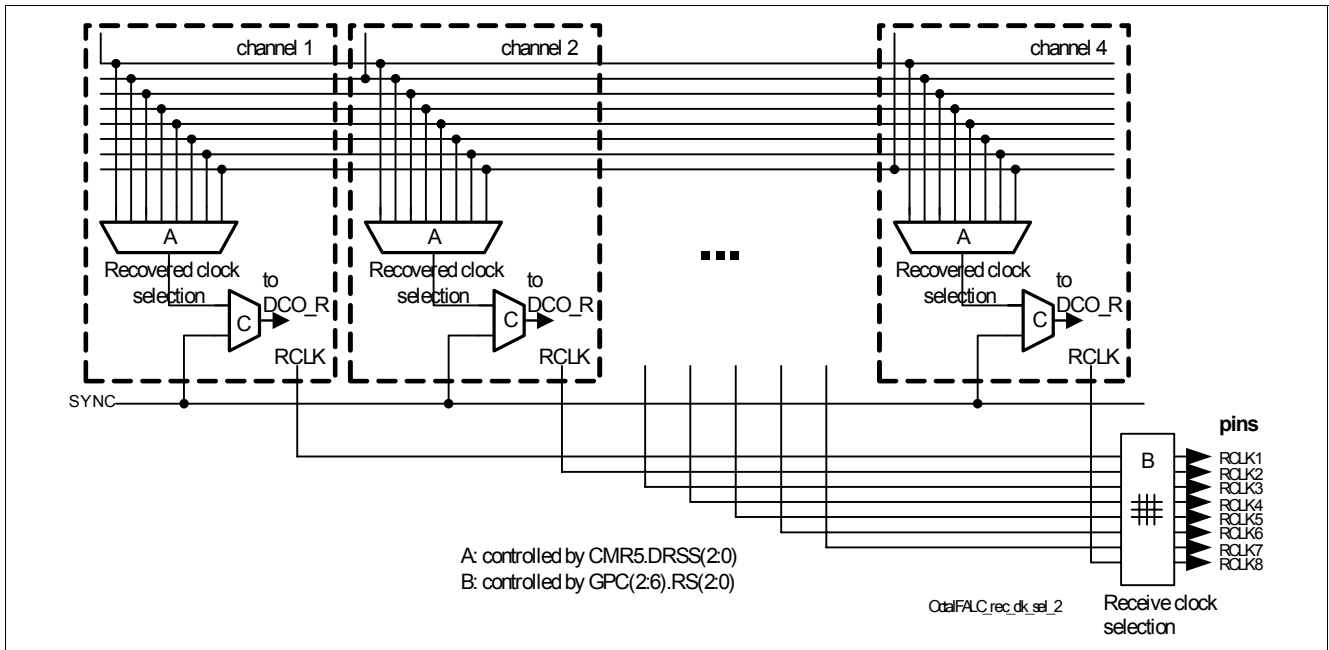 channel 1
channel 2
channel 4
A
A
...
A
Recovered clock
selection
Recovered clock
selection
Recovered clock
selection
to
DCO_R
to
DCO_R
to
DCO_R
C
C
C
RCLK
RCLK
RCLK
SYNC
pins
B
RCLK1
RCLK2
RCLK3
RCLK4
RCLK5
RCLK6
RCLK7
RCLK8
A: controlled by CMR5.DRSS(2:0)
B: controlled by GPC(2:6).RS(2:0)
OctalFALC_rec_clk_sel_2
Receive clock
selection